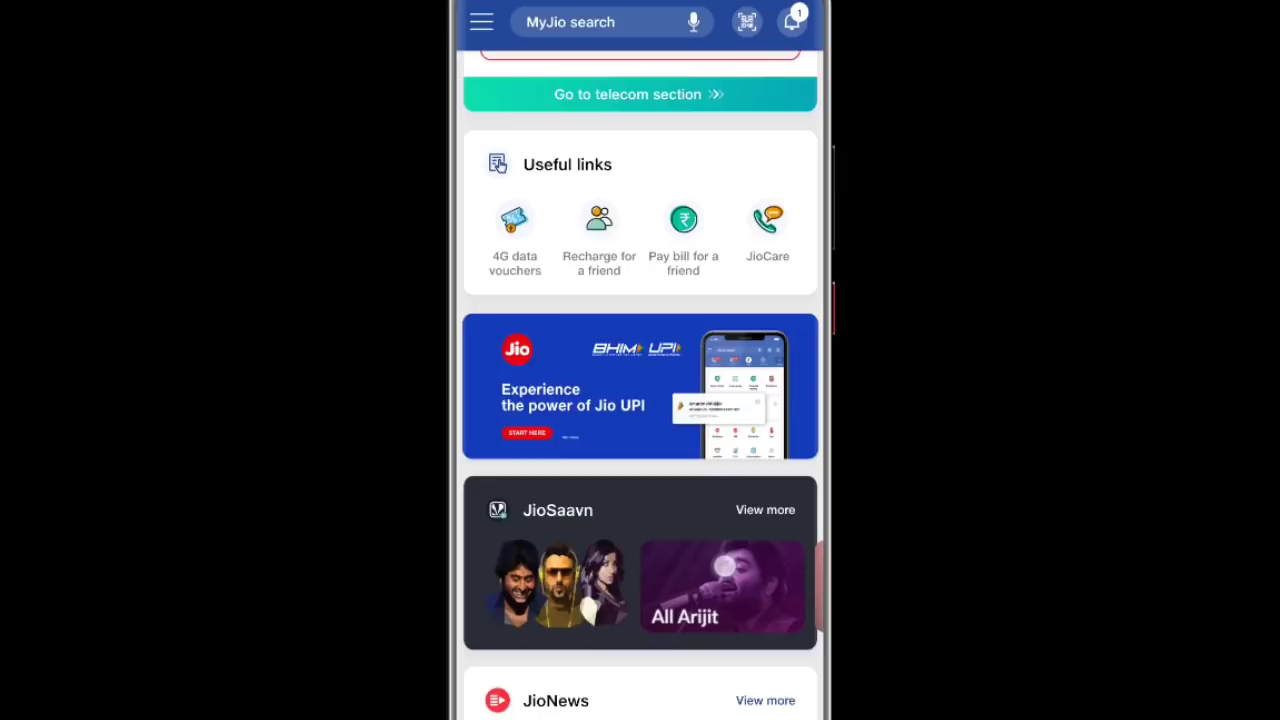 MyJio search
1
Go to telecom section
Useful links
4G data
vouchers
Recharge for
a friend
Pay bill for a
friend
JioCare
Jio
BHIM UPI
Experience
the power of Jio UPI
START HERE
JioSaavn
View more
All Arijit
JioNews
View more